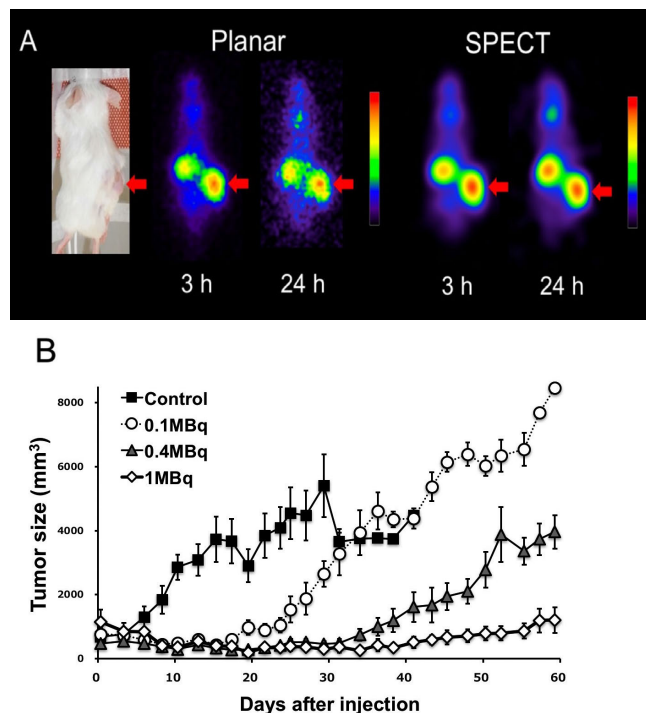 A
Planar
SPECT
3 h
24 h
3 h
24 h
B
Control
0.1MBq
0.4MBq
1MBq
Tumor size (mm³)
8000
6000
4000
2000
0
0
10
20
30
40
50
60
Days after injection